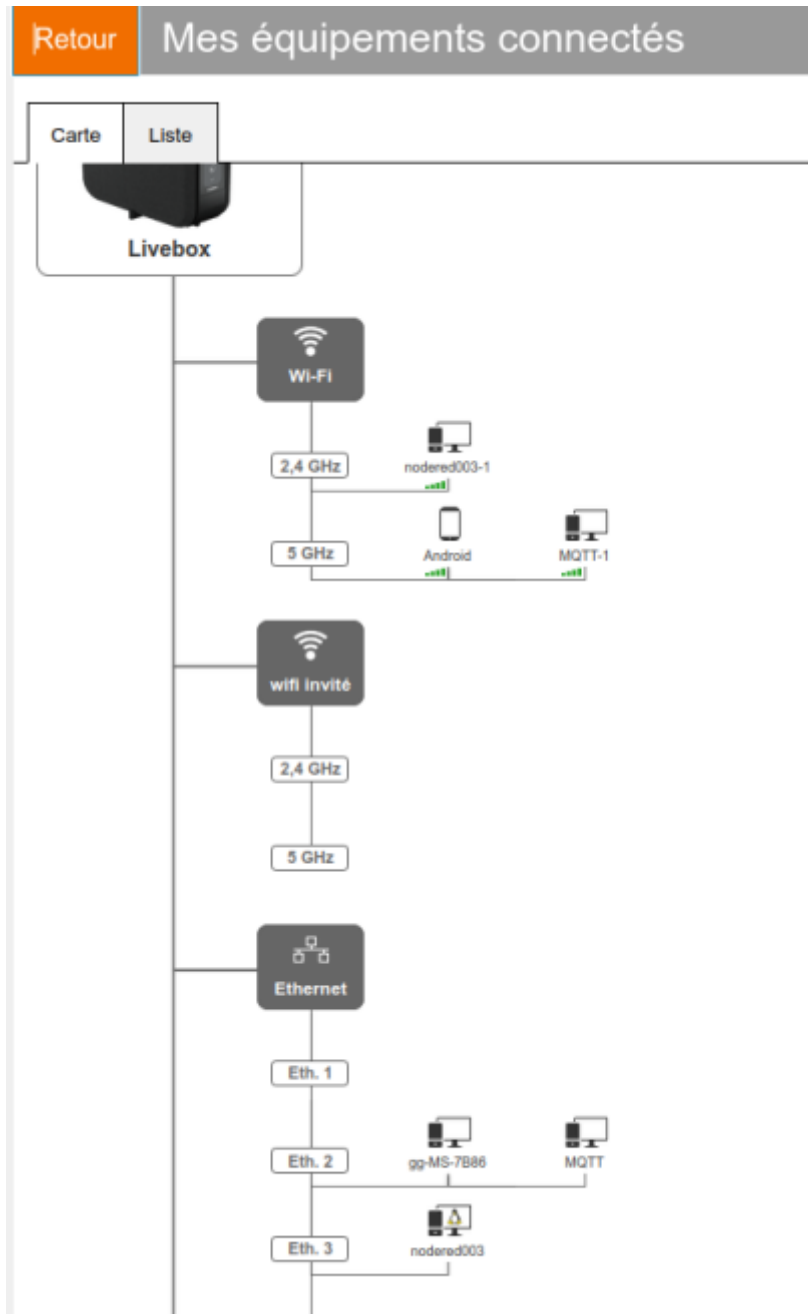 Retour
Mes équipements connectés
Carte
Liste
Livebox
Wi-Fi
2,4 GHz
nodered003-1
5 GHz
Android
MQTT-1
wifi invité
2,4 GHz
5 GHz
Ethernet
Eth. 1
Eth. 2
gg-MS-7B86
MQTT
Eth. 3
nodered003